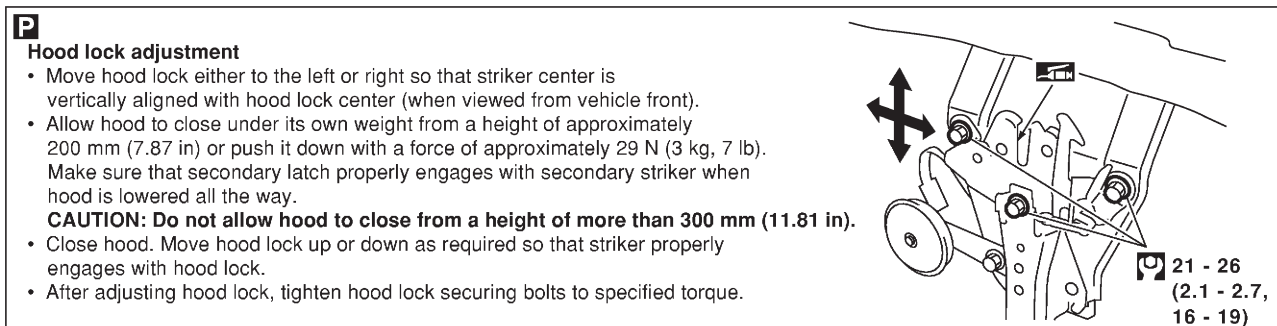 P
Hood lock adjustment
• Move hood lock either to the left or right so that striker center is
vertically aligned with hood lock center (when viewed from vehicle front).
• Allow hood to close under its own weight from a height of approximately
200 mm (7.87 in) or push it down with a force of approximately 29 N (3 kg, 7 lb).
Make sure that secondary latch properly engages with secondary striker when
hood is lowered all the way.
CAUTION: Do not allow hood to close from a height of more than 300 mm (11.81 in).
• Close hood. Move hood lock up or down as required so that striker properly
engages with hood lock.
• After adjusting hood lock, tighten hood lock securing bolts to specified torque.
21 - 26
(2.1 - 2.7,
16 - 19)